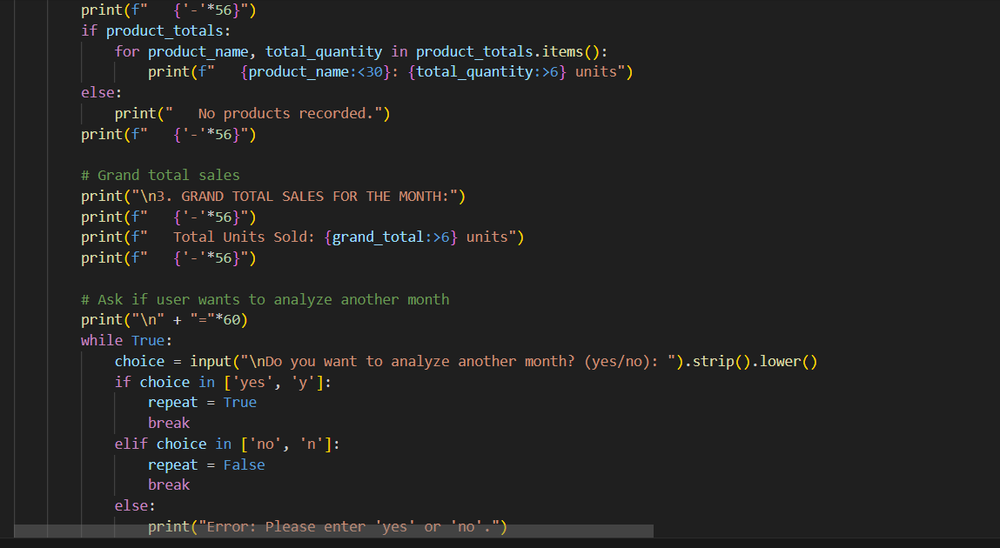 print(f"   {'-'*56}")
if product_totals:
    for product_name, total_quantity in product_totals.items():
        print(f"   {product_name:<30}: {total_quantity:>6} units")
else:
    print("   No products recorded.")
print(f"   {'-'*56}")

# Grand total sales
print("\n3. GRAND TOTAL SALES FOR THE MONTH:")
print(f"   {'-'*56}")
print(f"   Total Units Sold: {grand_total:>6} units")
print(f"   {'-'*56}")

# Ask if user wants to analyze another month
print("\n" + "="*60)
while True:
    choice = input("\nDo you want to analyze another month? (yes/no): ").strip().lower()
    if choice in ['yes', 'y']:
        repeat = True
        break
    elif choice in ['no', 'n']:
        repeat = False
        break
    else:
        print("Error: Please enter 'yes' or 'no'.")